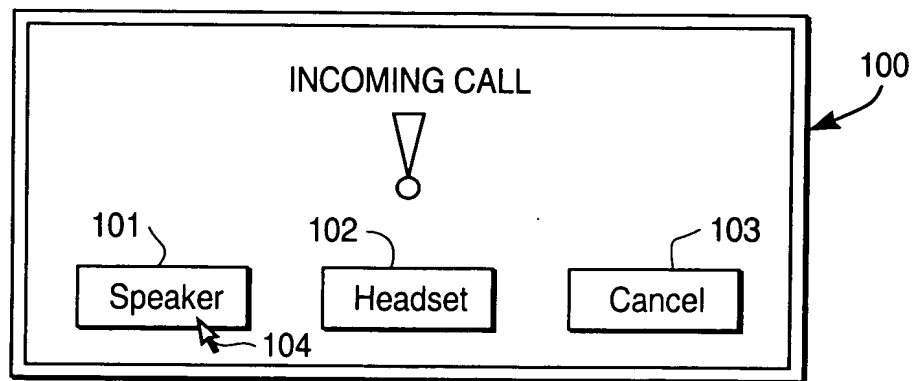 INCOMING CALL
100
101
102
103
Speaker
Headset
Cancel
104